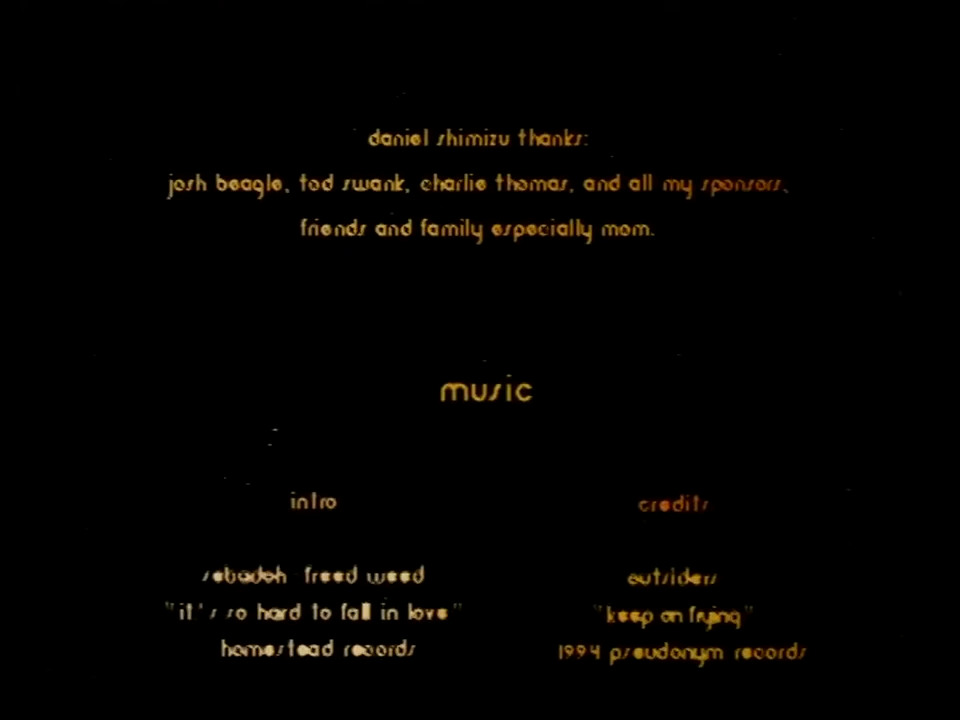 daniel shimizu thanks:
josh beagle, tod swank, charlie thomas, and all my sponsors,
friends and family especially mom.
music
intro
credits
sebadoh freed weed
"it's so hard to fall in love"
homestead records
outsiders
"keep on trying"
1994 pseudonym records